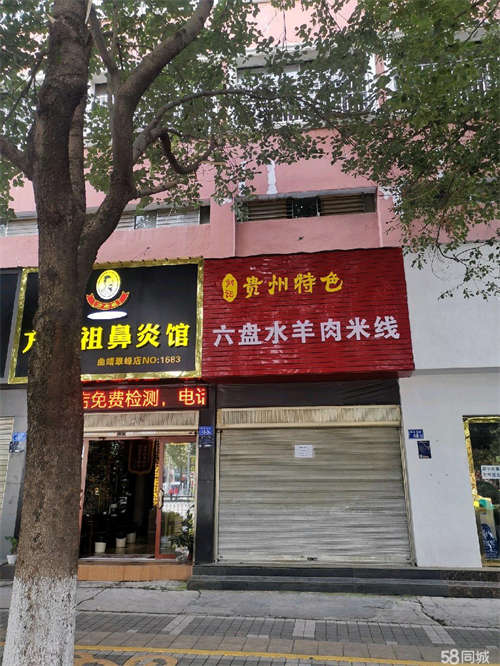 贵州特色
六盘水羊肉米线
祖鼻炎馆
曲靖翠峰店NO:1683
店免费检测，电话
58同城